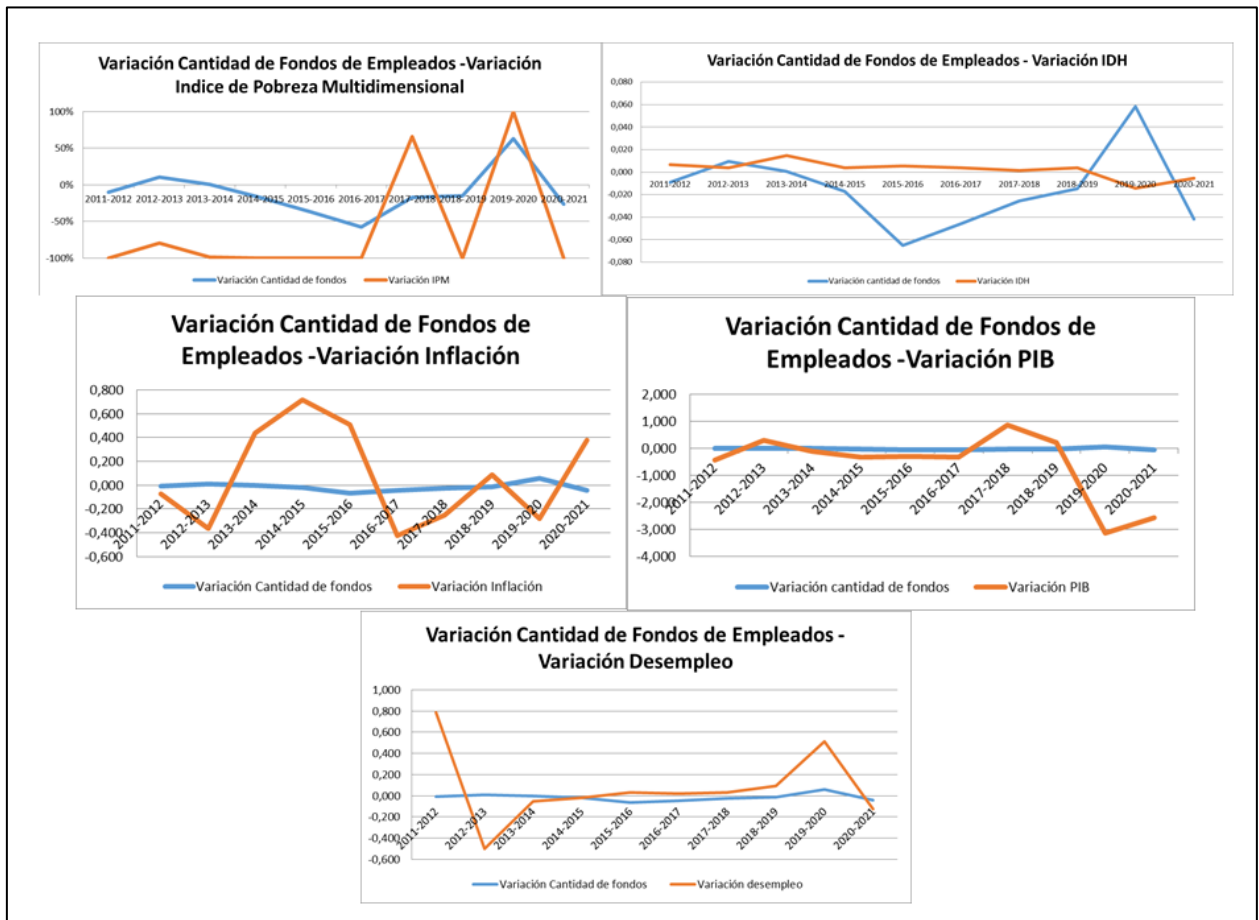 Variación Cantidad de Fondos de Empleados -Variación
Indice de Pobreza Multidimensional
100%
50%
0%
-50%
-100%
2011-2012 2012-2013 2013-2014 2014-2015 2015-2016 2016-2017 2017-2018 2018-2019 2019-2020 2020-2021
Variación Cantidad de fondos Variación IPM
Variación Cantidad de Fondos de Empleados - Variación IDH
0,080
0,060
0,040
0,020
0,000
-0,020
-0,040
-0,060
-0,080
2011-2012 2012-2013 2013-2014 2014-2015 2015-2016 2016-2017 2017-2018 2018-2019 2019-2020 2020-2021
Variación cantidad de fondos Variación IDH
Variación Cantidad de Fondos de
Empleados -Variación Inflación
0,800
0,600
0,400
0,200
0,000
-0,200
-0,400
-0,600
2011-2012 2012-2013 2013-2014 2014-2015 2015-2016 2016-2017 2017-2018 2018-2019 2019-2020 2020-2021
Variación Cantidad de fondos Variación Inflación
Variación Cantidad de Fondos de
Empleados -Variación PIB
2,000
1,000
0,000
-1,000
-2,000
-3,000
-4,000
2011-2012 2012-2013 2013-2014 2014-2015 2015-2016 2016-2017 2017-2018 2018-2019 2019-2020 2020-2021
Variación cantidad de fondos Variación PIB
Variación Cantidad de Fondos de Empleados -
Variación Desempleo
1,000
0,800
0,600
0,400
0,200
0,000
-0,200
-0,400
-0,600
2011-2012 2012-2013 2013-2014 2014-2015 2015-2016 2016-2017 2017-2018 2018-2019 2019-2020 2020-2021
Variación Cantidad de fondos Variación desempleo